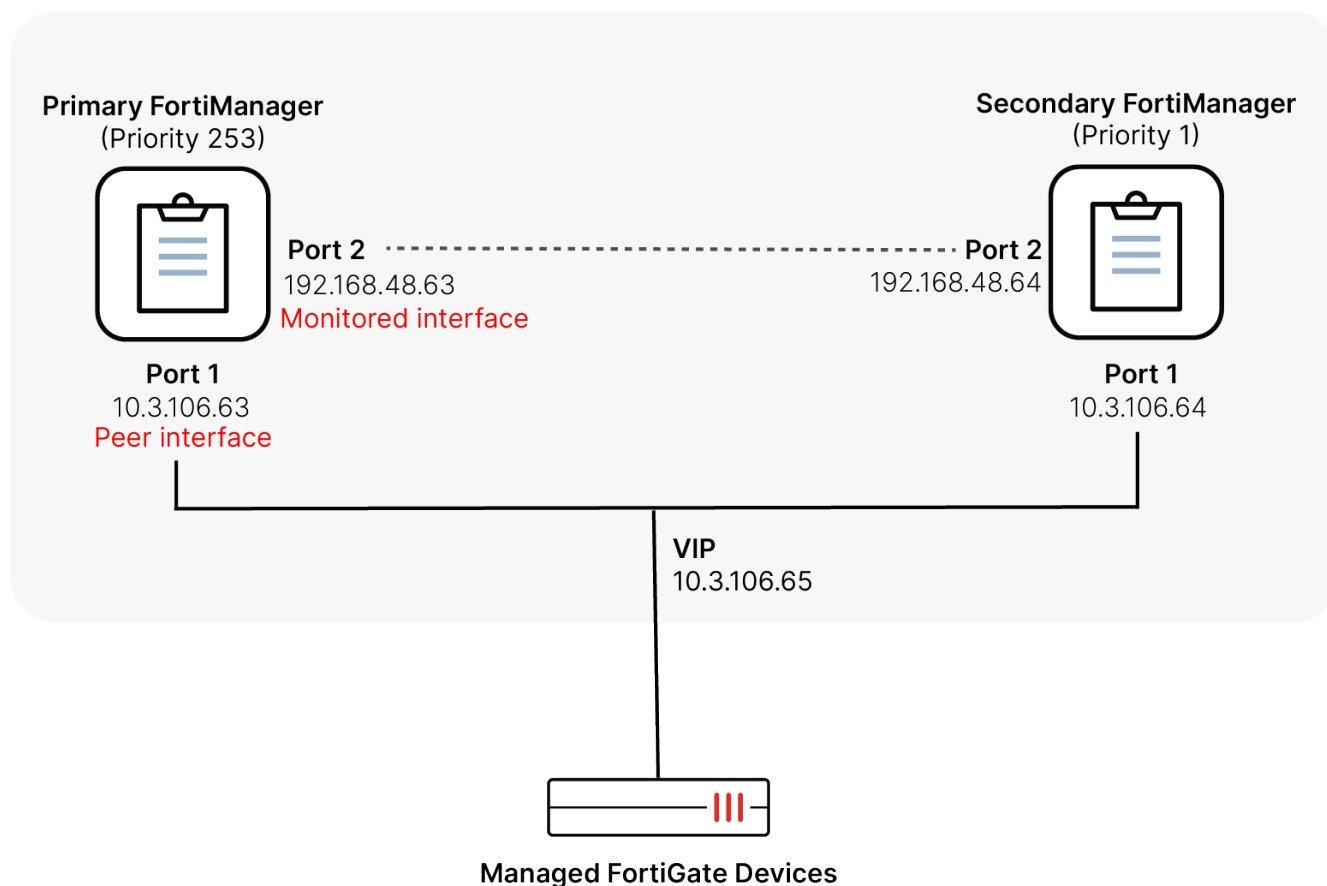 Primary FortiManager
(Priority 253)
Secondary FortiManager
(Priority 1)
Port 2
192.168.48.63
Monitored interface
Port 2
192.168.48.64
Port 1
10.3.106.63
Peer interface
Port 1
10.3.106.64
VIP
10.3.106.65
Managed FortiGate Devices